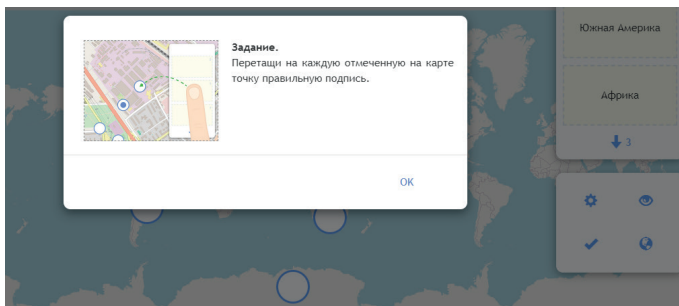 Задание.
Перетащи на каждую отмеченную на карте
точку правильную подпись.
OK
Южная Америка
Африка
3